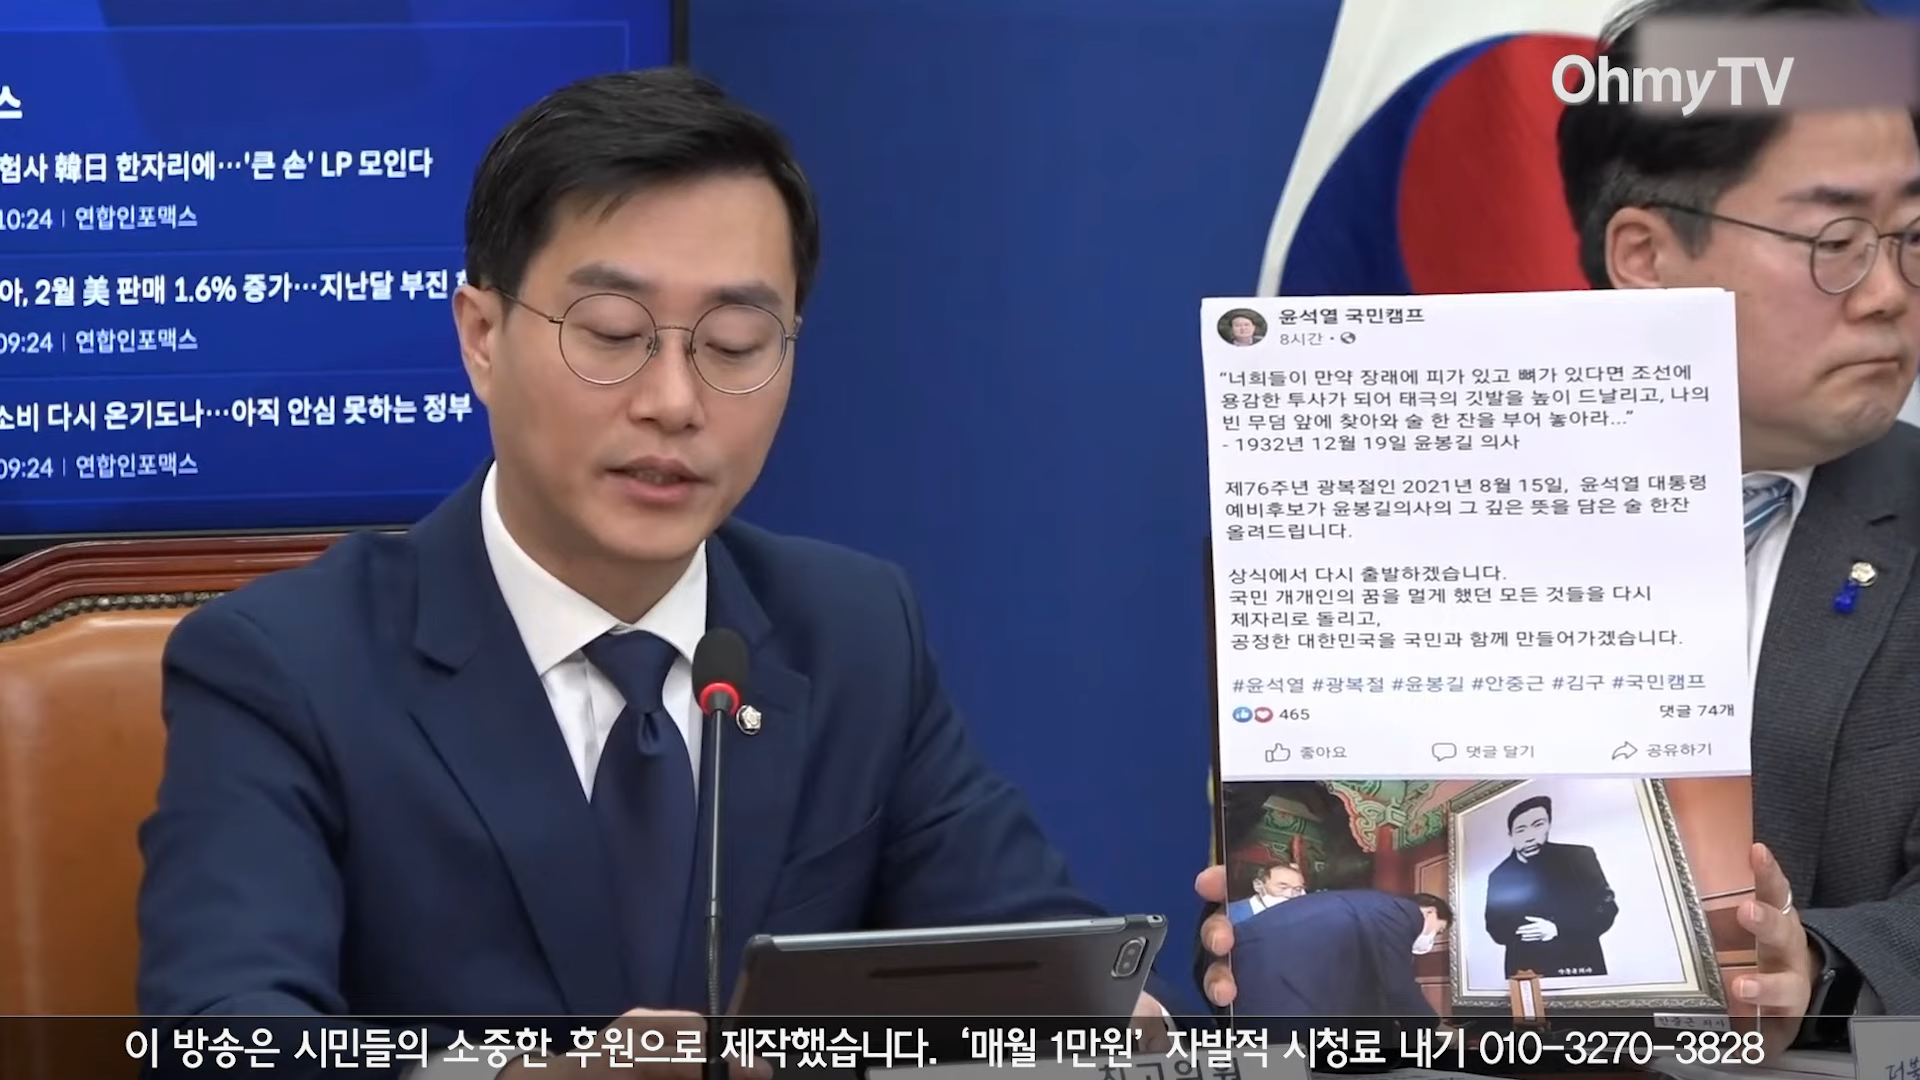 스
험사 韓日 한자리에…'큰 손' LP 모인다
10:24 | 연합인포맥스
아, 2월 美 판매 1.6% 증가…지난달 부진
09:24 | 연합인포맥스
소비 다시 온기도나…아직 안심 못하는 정부
09:24 | 연합인포맥스
OhmyTV
윤석열 국민캠프
8시간
“너희들이 만약 장래에 피가 있고 뼈가 있다면 조선에
용감한 투사가 되어 태극의 깃발을 높이 드날리고, 나의
빈 무덤 앞에 찾아와 술 한 잔을 부어 놓아라...”
- 1932년 12월 19일 윤봉길 의사
제76주년 광복절인 2021년 8월 15일, 윤석열 대통령
예비후보가 윤봉길의사의 그 깊은 뜻을 담은 술 한잔
올려드립니다.
상식에서 다시 출발하겠습니다.
국민 개개인의 꿈을 멀게 했던 모든 것들을 다시
제자리로 돌리고,
공정한 대한민국을 국민과 함께 만들어가겠습니다.
#윤석열 #광복절 #윤봉길 #안중근 #김구 #국민캠프
465 댓글 74개
좋아요 댓글 달기 공유하기
안중근 의사
최고위원
더불
이 방송은 시민들의 소중한 후원으로 제작했습니다. ‘매월 1만원’ 자발적 시청료 내기 010-3270-3828